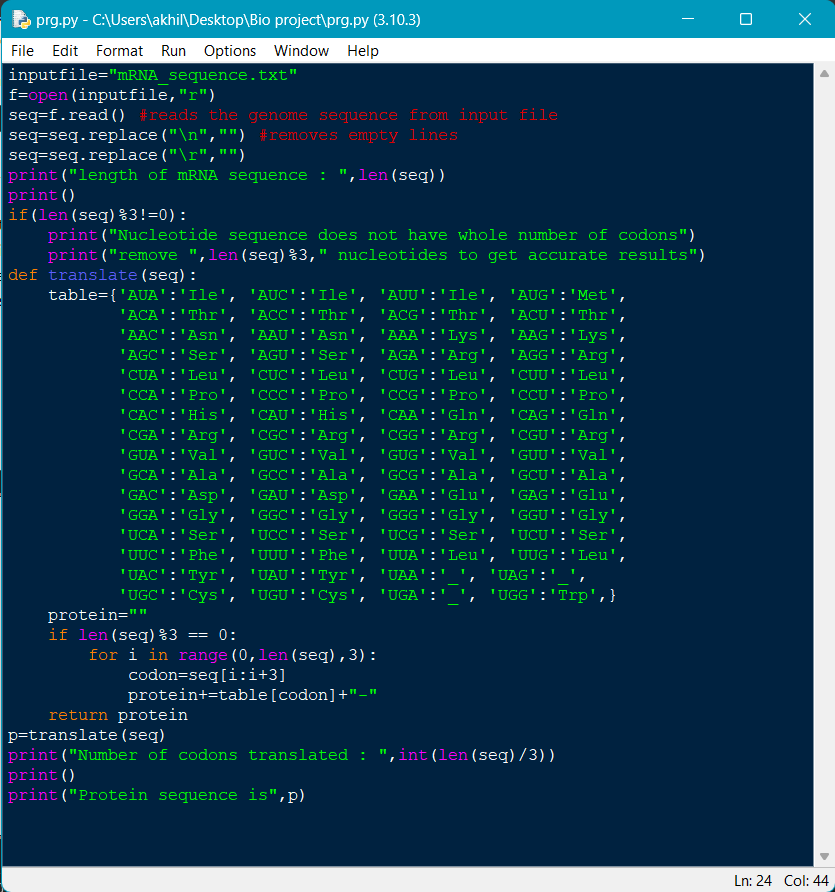 prg.py - C:\Users\akhil\Desktop\Bio project\prg.py (3.10.3)
File Edit Format Run Options Window Help
inputfile="mRNA_sequence.txt"
f=open(inputfile,"r")
seq=f.read() #reads the genome sequence from input file
seq=seq.replace("\n","") #removes empty lines
seq=seq.replace("\r","")
print("length of mRNA sequence : ",len(seq))
print()
if(len(seq)%3!=0):
    print("Nucleotide sequence does not have whole number of codons")
    print("remove ",len(seq)%3," nucleotides to get accurate results")
def translate(seq):
    table={'AUA':'Ile', 'AUC':'Ile', 'AUU':'Ile', 'AUG':'Met',
           'ACA':'Thr', 'ACC':'Thr', 'ACG':'Thr', 'ACU':'Thr',
           'AAC':'Asn', 'AAU':'Asn', 'AAA':'Lys', 'AAG':'Lys',
           'AGC':'Ser', 'AGU':'Ser', 'AGA':'Arg', 'AGG':'Arg',
           'CUA':'Leu', 'CUC':'Leu', 'CUG':'Leu', 'CUU':'Leu',
           'CCA':'Pro', 'CCC':'Pro', 'CCG':'Pro', 'CCU':'Pro',
           'CAC':'His', 'CAU':'His', 'CAA':'Gln', 'CAG':'Gln',
           'CGA':'Arg', 'CGC':'Arg', 'CGG':'Arg', 'CGU':'Arg',
           'GUA':'Val', 'GUC':'Val', 'GUG':'Val', 'GUU':'Val',
           'GCA':'Ala', 'GCC':'Ala', 'GCG':'Ala', 'GCU':'Ala',
           'GAC':'Asp', 'GAU':'Asp', 'GAA':'Glu', 'GAG':'Glu',
           'GGA':'Gly', 'GGC':'Gly', 'GGG':'Gly', 'GGU':'Gly',
           'UCA':'Ser', 'UCC':'Ser', 'UCG':'Ser', 'UCU':'Ser',
           'UUC':'Phe', 'UUU':'Phe', 'UUA':'Leu', 'UUG':'Leu',
           'UAC':'Tyr', 'UAU':'Tyr', 'UAA':'_', 'UAG':'_',
           'UGC':'Cys', 'UGU':'Cys', 'UGA':'_', 'UGG':'Trp',}
    protein=""
    if len(seq)%3 == 0:
        for i in range(0,len(seq),3):
            codon=seq[i:i+3]
            protein+=table[codon]+"-"
    return protein
p=translate(seq)
print("Number of codons translated : ",int(len(seq)/3))
print()
print("Protein sequence is",p)
Ln: 24 Col: 44